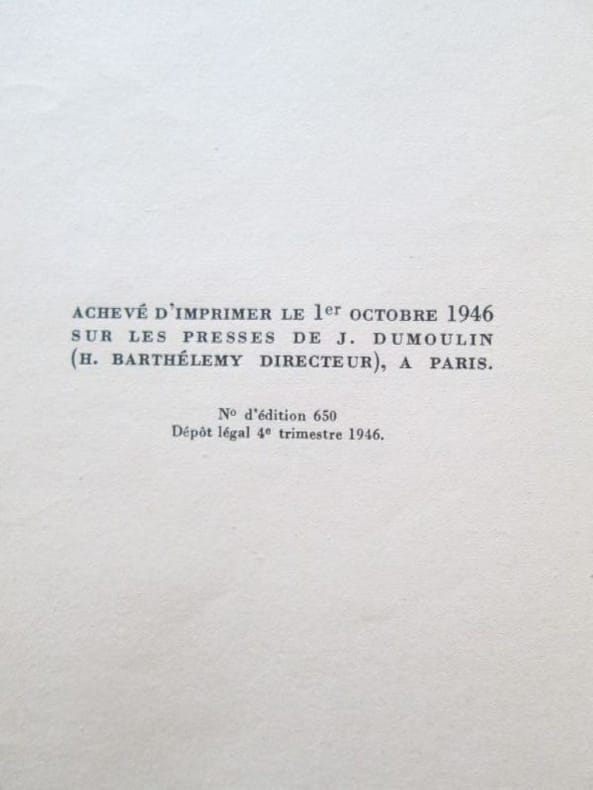 ACHEVÉ D'IMPRIMER LE 1er OCTOBRE 1946
SUR LES PRESSES DE J. DUMOULIN
(H. BARTHÉLEMY DIRECTEUR), A PARIS.
No d'édition 650
Dépôt légal 4e trimestre 1946.